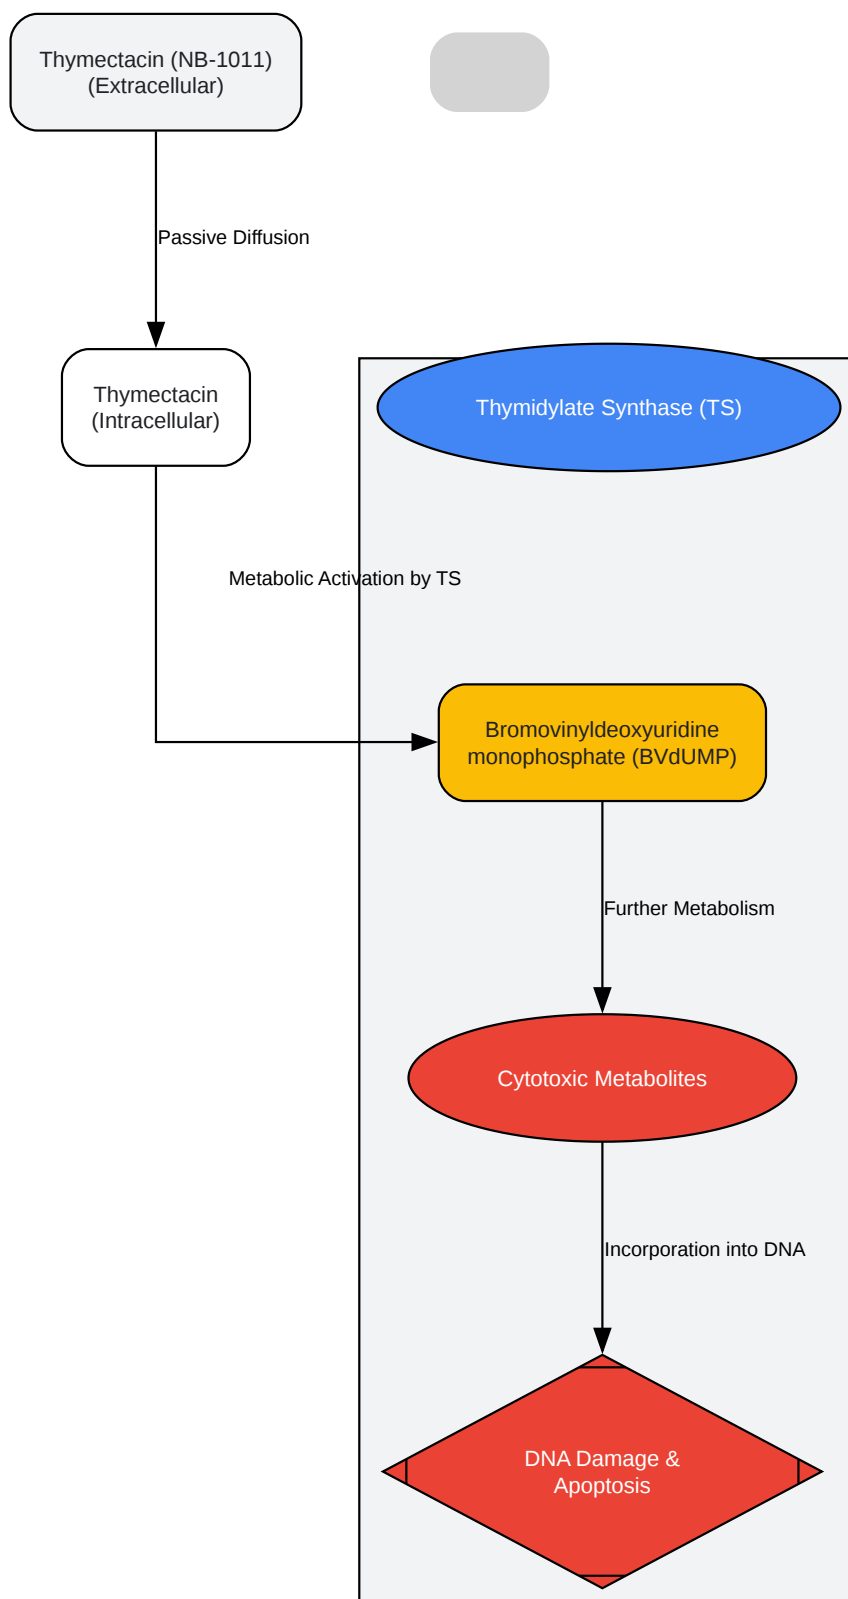 Thymectacin (NB-1011)
(Extracellular)
Passive Diffusion
Thymectacin
(Intracellular)
Thymidylate Synthase (TS)
Metabolic Activation by TS
Bromovinyldeoxyuridine
monophosphate (BVdUMP)
Further Metabolism
Cytotoxic Metabolites
Incorporation into DNA
DNA Damage &
Apoptosis